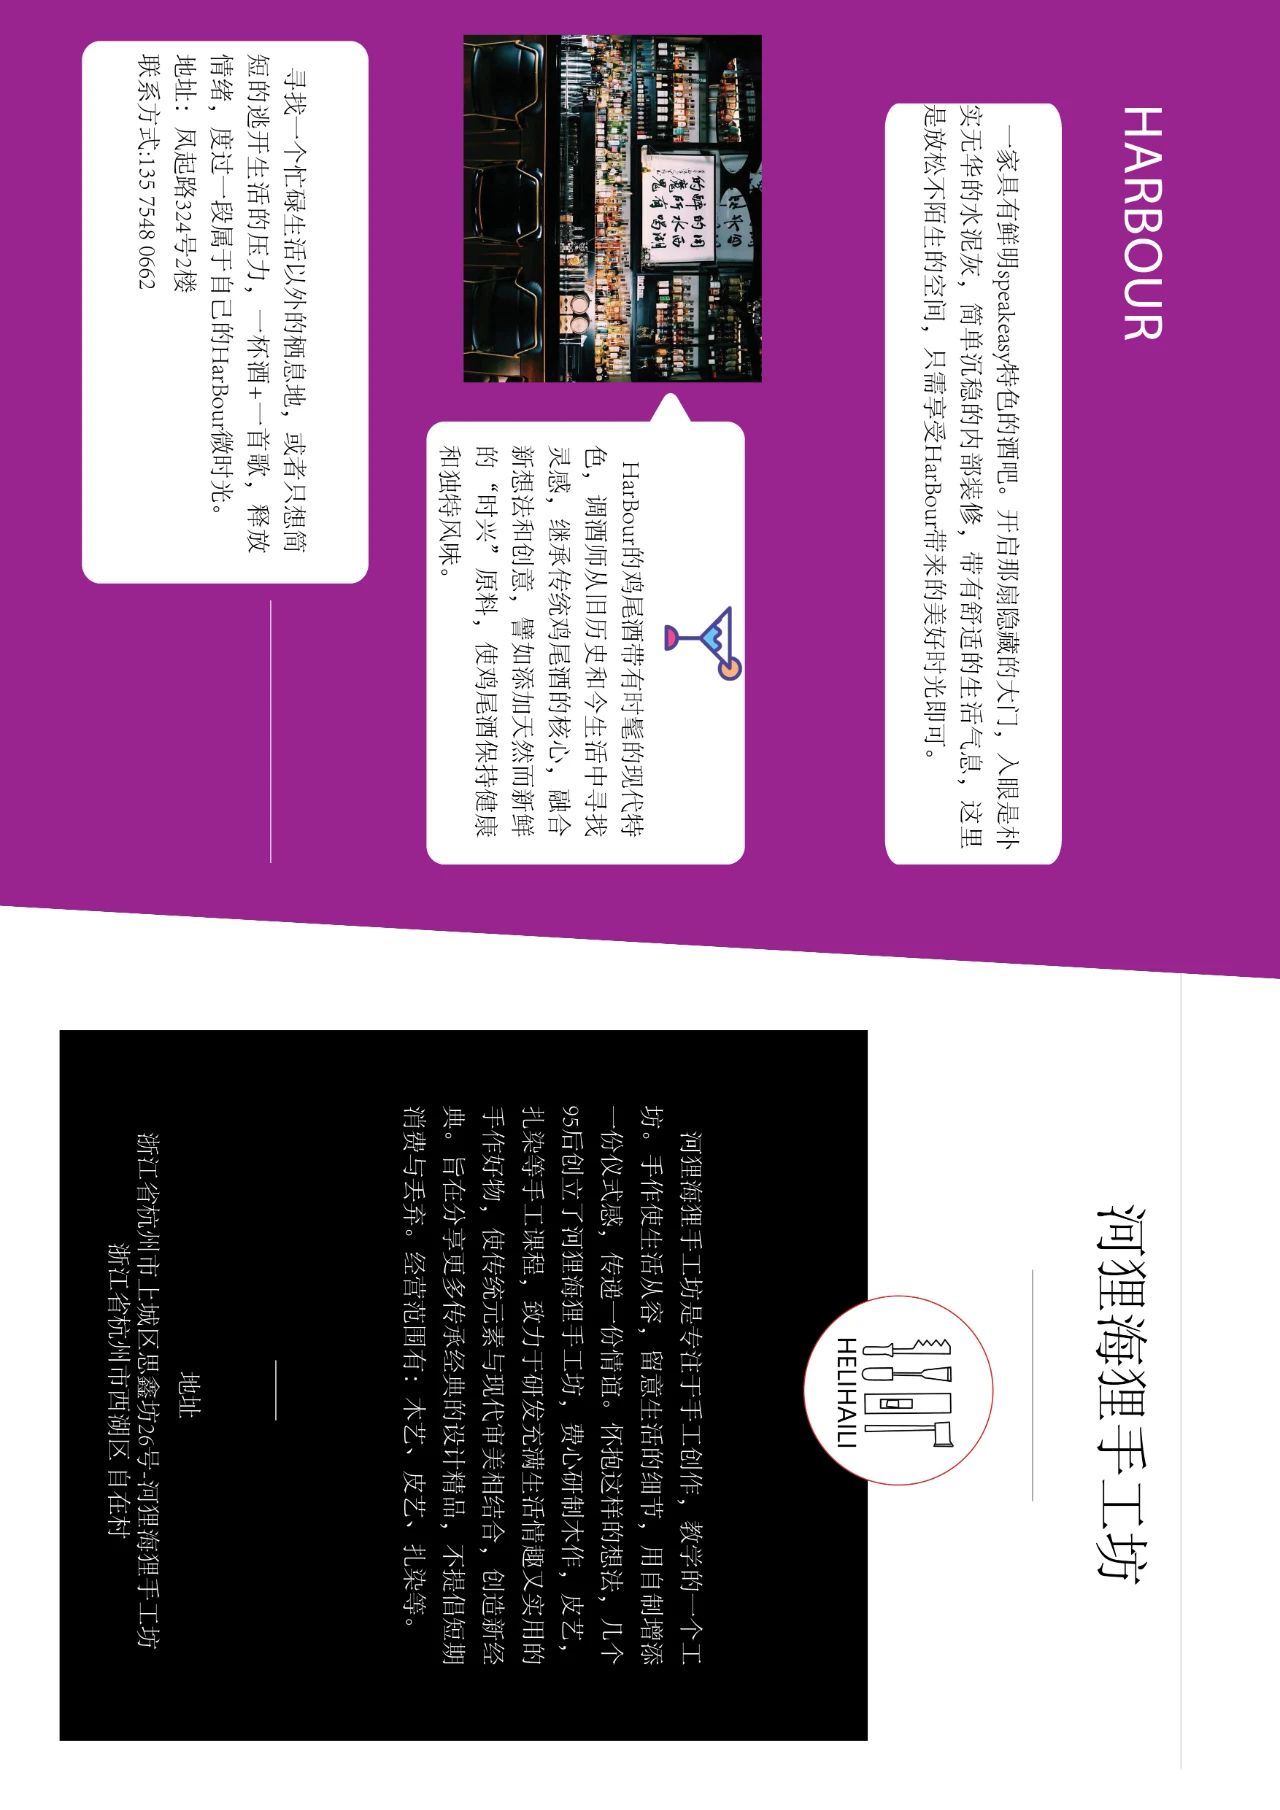 HARBOUR
一家具有鲜明speakeasy特色的酒吧。开启那扇隐藏的大门，入眼是朴
实无华的水泥灰，简单沉稳的内部装修，带有舒适的生活气息，这里
是放松不陌生的空间，只需享受HarBour带来的美好时光即可。
HarBour的鸡尾酒带有时髦的现代特
色，调酒师从旧历史和今生活中寻找
灵感，继承传统鸡尾酒的核心，融合
新想法和创意，譬如添加天然而新鲜
的“时兴”原料，使鸡尾酒保持健康
和独特风味。
寻找一个忙碌生活以外的栖息地，或者只想简
短的逃开生活的压力，一杯酒+一首歌，释放
情绪，度过一段属于自己的HarBour微时光。
地址：凤起路324号2楼
联系方式:135 7548 0662
河狸海狸手工坊
HELIHAILI
河狸海狸手工坊是专注于手工创作，教学的一个工
坊。手作使生活从容，留意生活的细节，用自制增添
一份仪式感，传递一份情谊。怀抱这样的想法，几个
95后创立了河狸海狸手工坊，费心研制木作，皮艺，
扎染等手工课程，致力于研发充满生活情趣又实用的
手作好物，使传统元素与现代审美相结合，创造新经
典。旨在分享更多传承经典的设计精品，不提倡短期
消费与丢弃。经营范围有：木艺、皮艺、扎染等。
地址
浙江省杭州市上城区思鑫坊26号-河狸海狸手工坊
浙江省杭州市西湖区 自在村